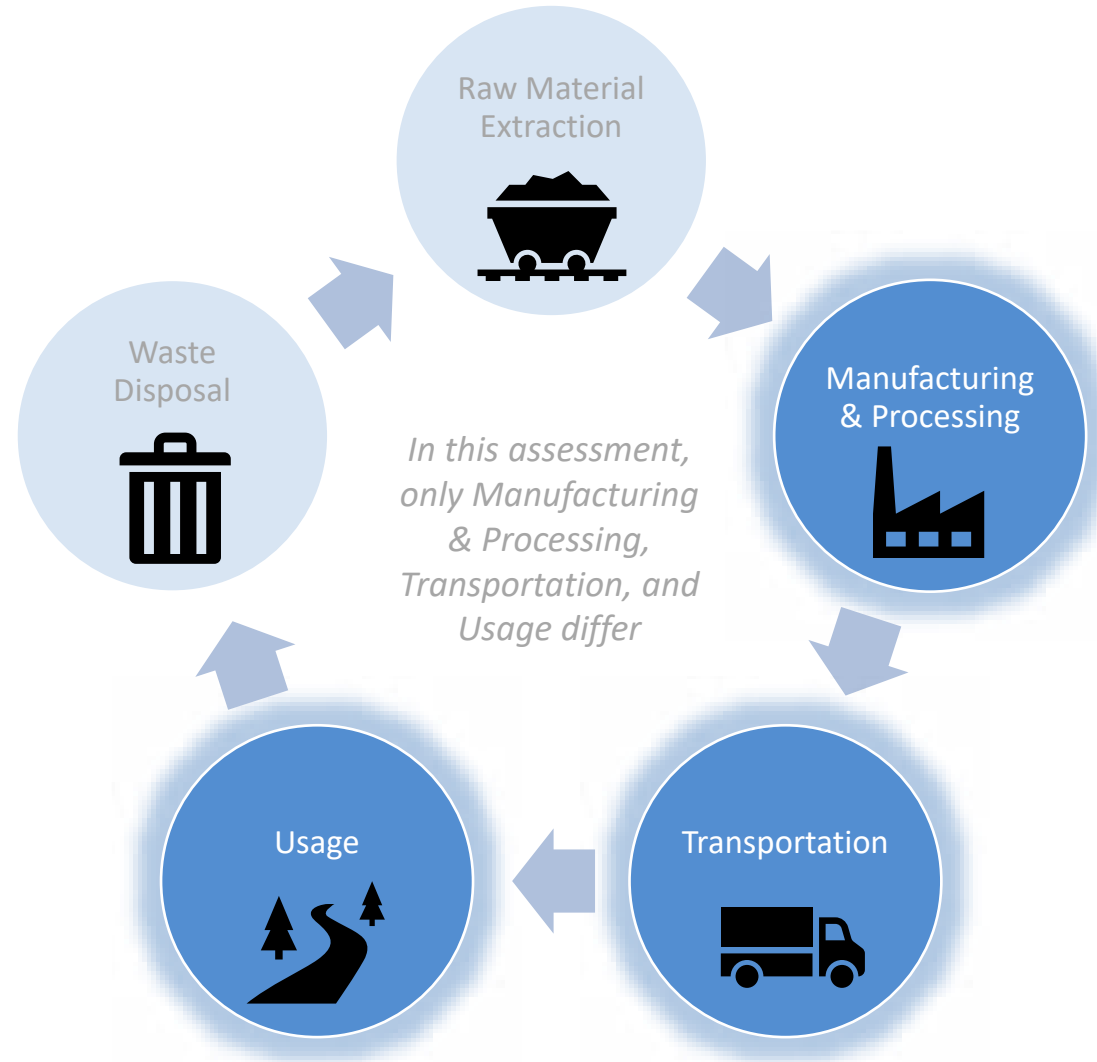 Raw Material
Extraction
Manufacturing
& Processing
Waste
Disposal
In this assessment,
only Manufacturing
& Processing,
Transportation, and
Usage differ
Usage
Transportation